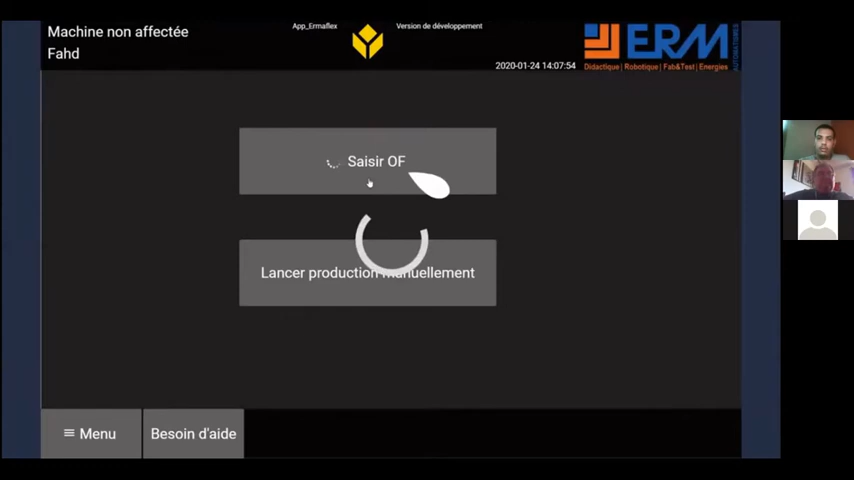 Machine non affectée
Fahd
App_Ermaflex
Version de développement
2020-01-24 14:07:54
ERM
AUTOMATISMES
Didactique | Robotique | Fab&Test | Energies
Saisir OF
Lancer production manuellement
≡ Menu
Besoin d'aide